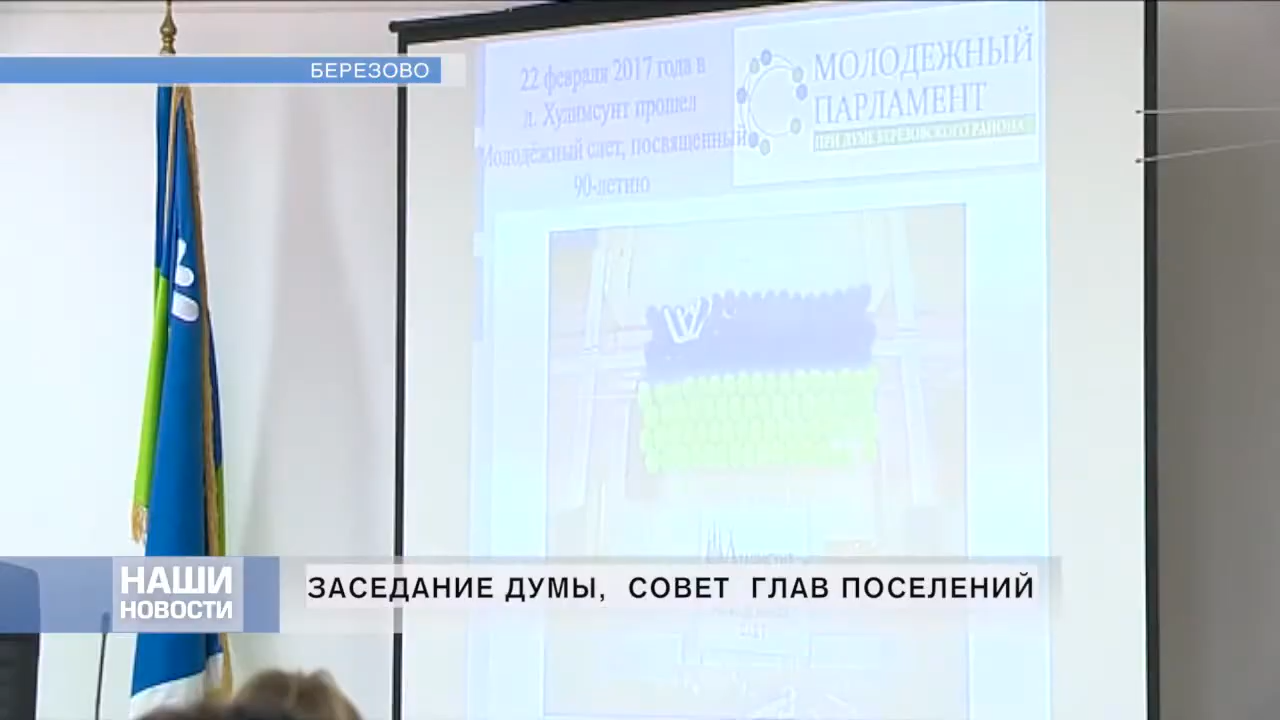 БЕРЕЗОВО
22 февраля 2017 года в
д. Хулимсунт прошел
Молодёжный слет, посвященный
90-летию
МОЛОДЕЖНЫЙ
ПАРЛАМЕНТ
ПРИ ДУМЕ БЕРЕЗОВСКОГО РАЙОНА
НАШИ
НОВОСТИ
ЗАСЕДАНИЕ ДУМЫ, СОВЕТ ГЛАВ ПОСЕЛЕНИЙ